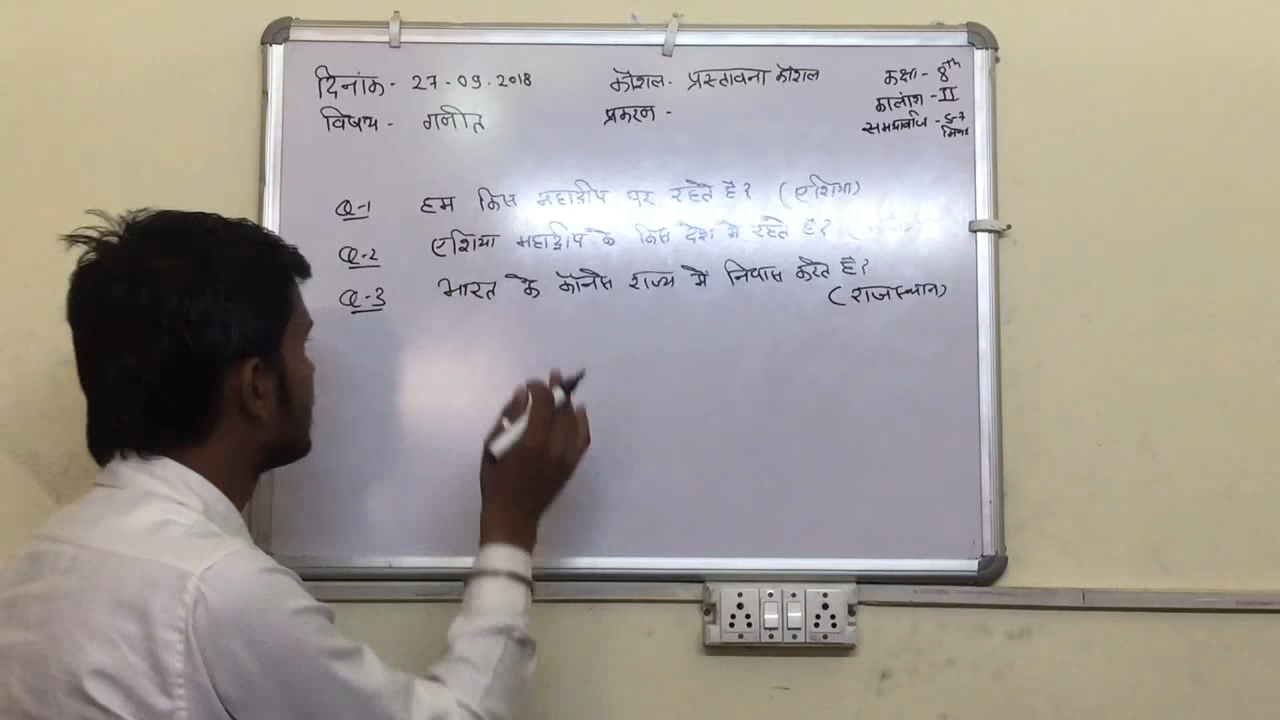 दिनांक - 27-09.2018 कौशल - प्रस्तावना कौशल कक्षा - 8th
विषय - गनीत प्रकरण - कालांश - II
समयावधि - 5-7 मिनट
Q-1 हम किस महाद्वीप पर रहते है? (एशिया)
Q-2 एशिया महाद्वीप के किस देश मे रहते है?
Q-3 भारत के कौनसे राज्य मे निवास करते है?
(राजस्थान)